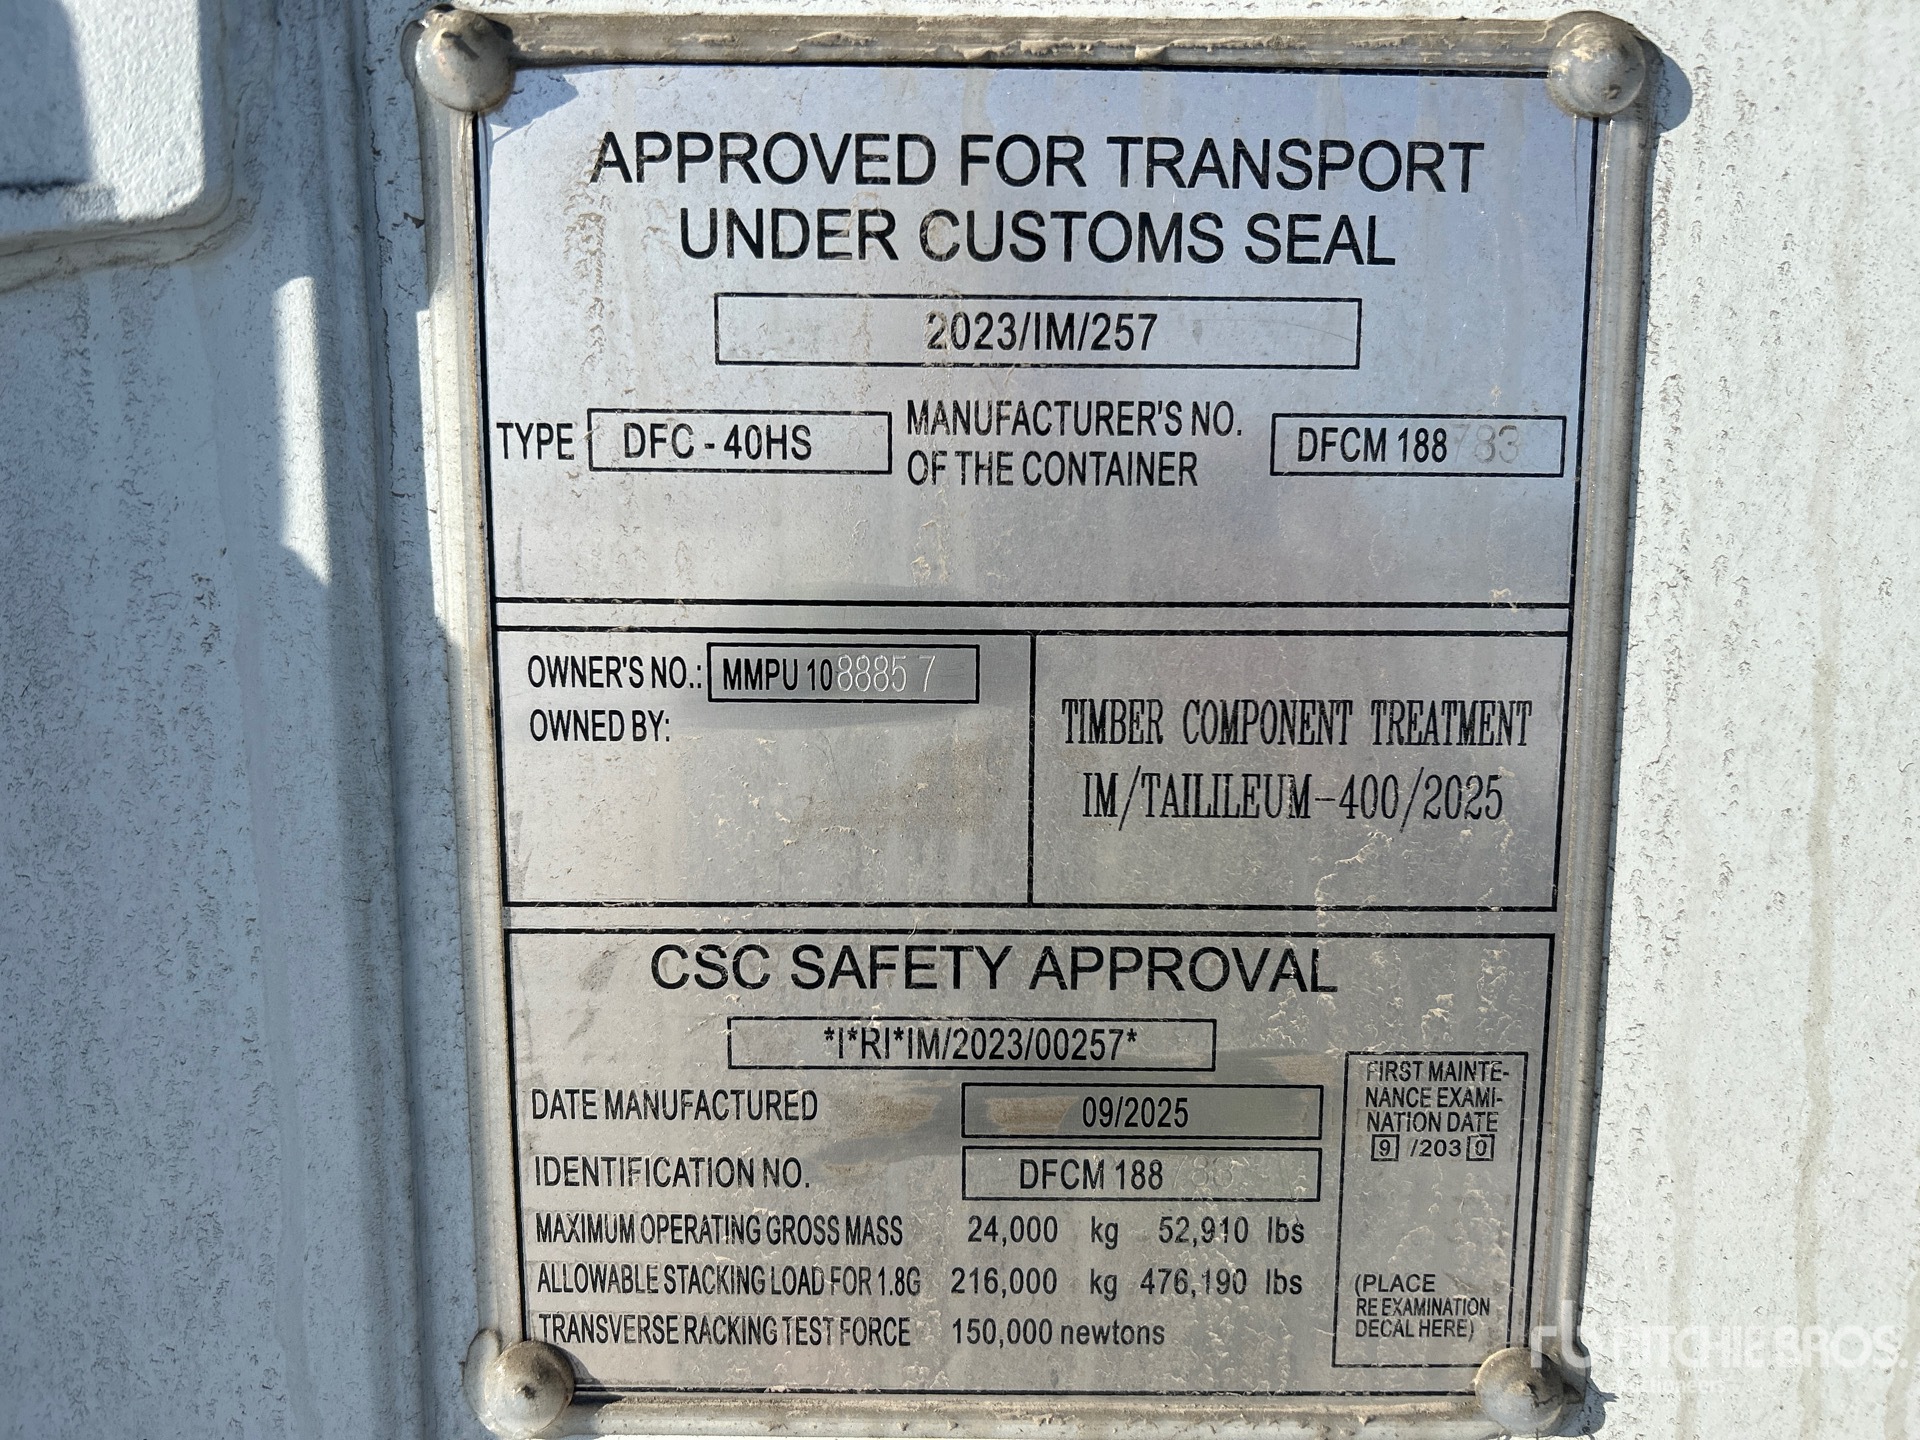 APPROVED FOR TRANSPORT
UNDER CUSTOMS SEAL
2023/IM/257
TYPE DFC - 40HS MANUFACTURER'S NO. OF THE CONTAINER DFCM 188783
OWNER'S NO.: MMPU 108885 7
OWNED BY:
TIMBER COMPONENT TREATMENT
IM/TAILILEUM-400/2025
CSC SAFETY APPROVAL
*I*RI*IM/2023/00257*
DATE MANUFACTURED 09/2025
IDENTIFICATION NO. DFCM 188783
MAXIMUM OPERATING GROSS MASS 24,000 kg 52,910 lbs
ALLOWABLE STACKING LOAD FOR 1.8G 216,000 kg 476,190 lbs
TRANSVERSE RACKING TEST FORCE 150,000 newtons
FIRST MAINTE-
NANCE EXAMI-
NATION DATE
9 /203 0
(PLACE
RE EXAMINATION
DECAL HERE)
RITCHIE BROS.